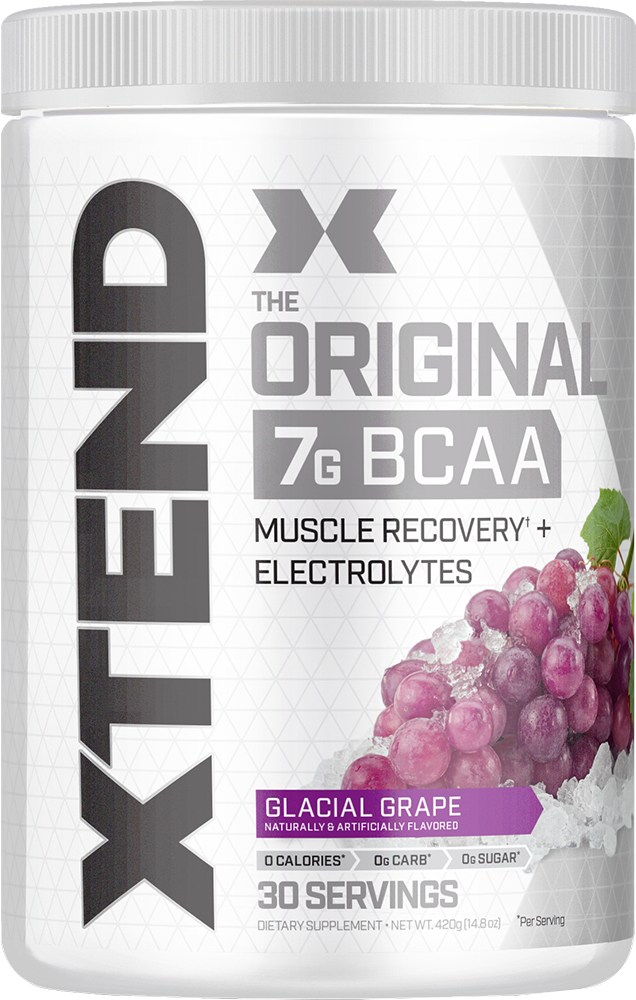 XTEND
THE
ORIGINAL
7G BCAA
MUSCLE RECOVERY† +
ELECTROLYTES
GLACIAL GRAPE
NATURALLY & ARTIFICIALLY FLAVORED
0 CALORIES* 0G CARB* 0G SUGAR*
30 SERVINGS
DIETARY SUPPLEMENT • NET WT. 420g (14.8 oz) *Per Serving